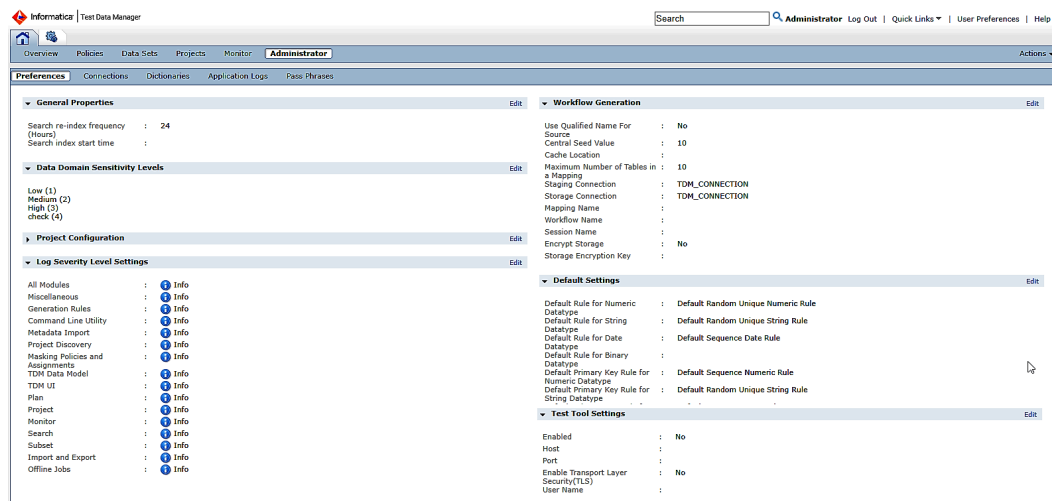 Informatica Test Data Manager
Search
Administrator Log Out | Quick Links ▼ | User Preferences | Help
Overview Policies Data Sets Projects Monitor Administrator
Actions
Preferences Connections Dictionaries Application Logs Pass Phrases
General Properties Edit
Search re-index frequency : 24
(Hours)
Search index start time :
Data Domain Sensitivity Levels Edit
Low (1)
Medium (2)
High (3)
check (4)
Project Configuration Edit
Log Severity Level Settings Edit
All Modules : Info
Miscellaneous : Info
Generation Rules : Info
Command Line Utility : Info
Metadata Import : Info
Project Discovery : Info
Masking Policies and : Info
Assignments
TDM Data Model : Info
TDM UI : Info
Plan : Info
Project : Info
Monitor : Info
Search : Info
Subset : Info
Import and Export : Info
Offline Jobs : Info
Workflow Generation Edit
Use Qualified Name For : No
Source
Central Seed Value : 10
Cache Location :
Maximum Number of Tables in : 10
a Mapping
Staging Connection : TDM_CONNECTION
Storage Connection : TDM_CONNECTION
Mapping Name :
Workflow Name :
Session Name :
Encrypt Storage : No
Storage Encryption Key :
Default Settings Edit
Default Rule for Numeric : Default Random Unique Numeric Rule
Datatype
Default Rule for String : Default Random Unique String Rule
Datatype
Default Rule for Date : Default Sequence Date Rule
Datatype
Default Rule for Binary :
Datatype
Default Primary Key Rule for : Default Sequence Numeric Rule
Numeric Datatype
Default Primary Key Rule for : Default Random Unique String Rule
String Datatype
Test Tool Settings Edit
Enabled : No
Host :
Port :
Enable Transport Layer : No
Security(TLS)
User Name :